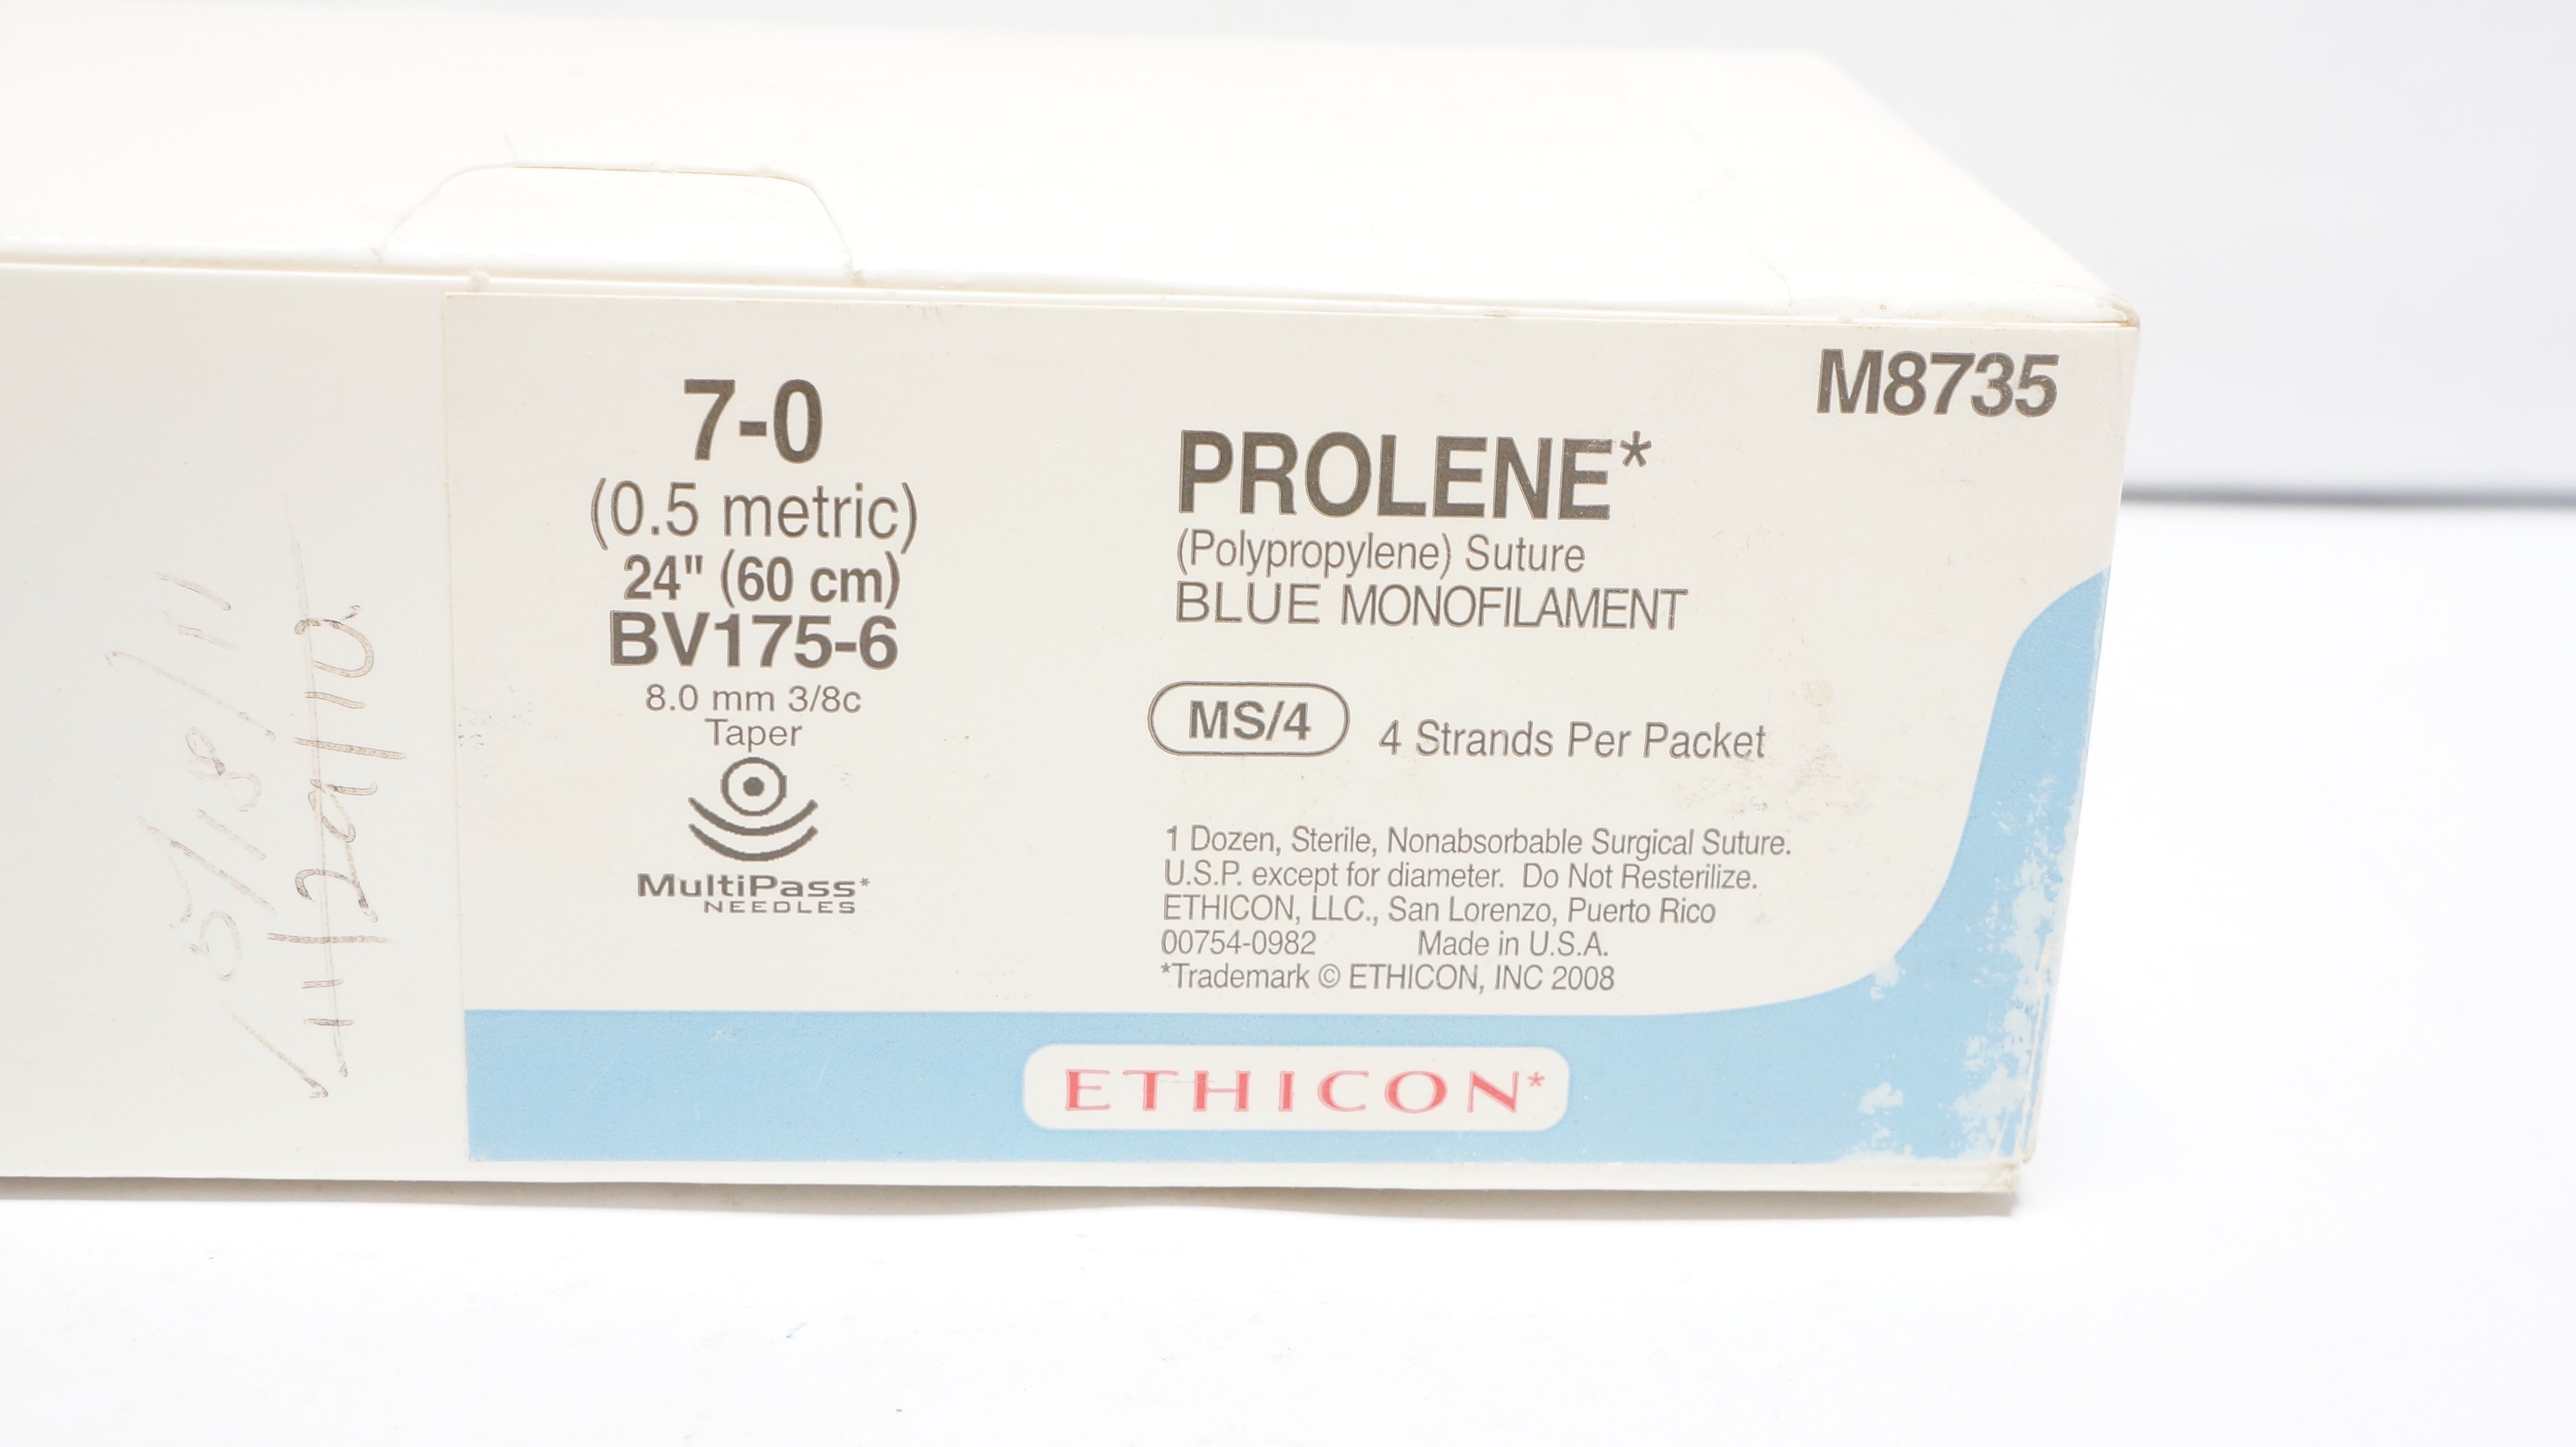 7-0
(0.5 metric)
24" (60 cm)
BV175-6
8.0 mm 3/8c
Taper
MultiPass*
NEEDLES
M8735
PROLENE*
(Polypropylene) Suture
BLUE MONOFILAMENT
MS/4 4 Strands Per Packet
1 Dozen, Sterile, Nonabsorbable Surgical Suture.
U.S.P. except for diameter. Do Not Resterilize.
ETHICON, LLC., San Lorenzo, Puerto Rico
00754-0982 Made in U.S.A.
*Trademark © ETHICON, INC 2008
ETHICON*